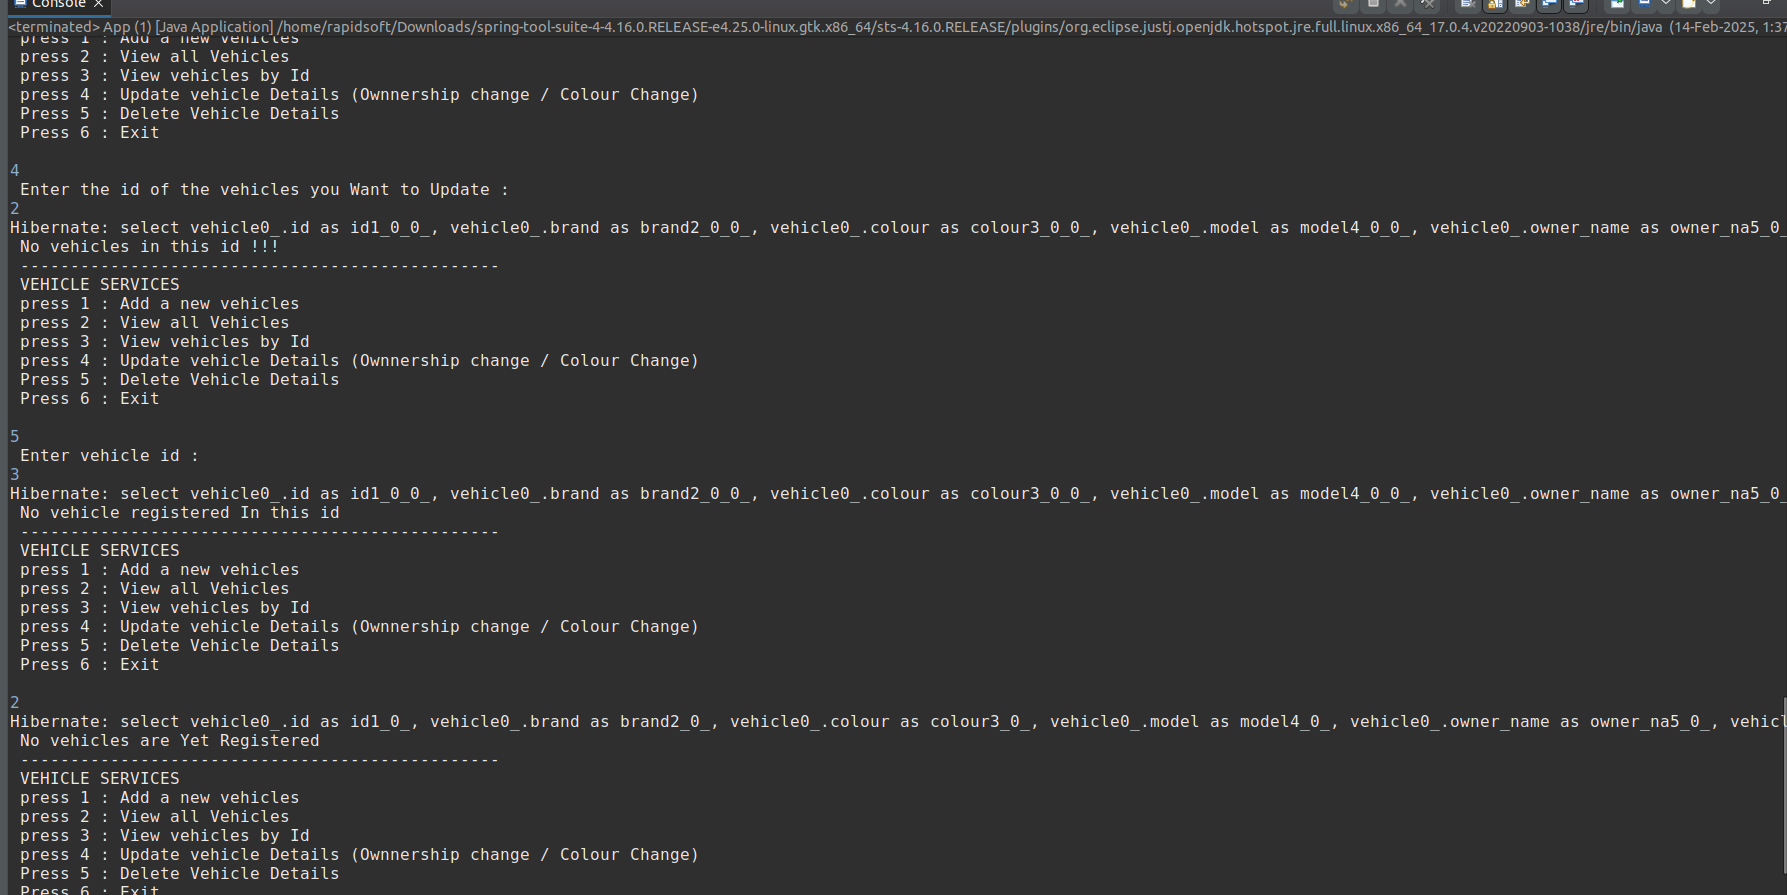 Console
<terminated> App (1) [Java Application] /home/rapidsoft/Downloads/spring-tool-suite-4-4.16.0.RELEASE-e4.25.0-linux.gtk.x86_64/sts-4.16.0.RELEASE/plugins/org.eclipse.justj.openjdk.hotspot.jre.full.linux.x86_64_17.0.4.v20220903-1038/jre/bin/java (14-Feb-2025, 1:37
press 1 : Add a new vehicles
press 2 : View all Vehicles
press 3 : View vehicles by Id
press 4 : Update vehicle Details (Ownnership change / Colour Change)
Press 5 : Delete Vehicle Details
Press 6 : Exit
4
Enter the id of the vehicles you Want to Update :
2
Hibernate: select vehicle0_.id as id1_0_0_, vehicle0_.brand as brand2_0_0_, vehicle0_.colour as colour3_0_0_, vehicle0_.model as model4_0_0_, vehicle0_.owner_name as owner_na5_0_
No vehicles in this id !!!
------------------------------------------------
VEHICLE SERVICES
press 1 : Add a new vehicles
press 2 : View all Vehicles
press 3 : View vehicles by Id
press 4 : Update vehicle Details (Ownnership change / Colour Change)
Press 5 : Delete Vehicle Details
Press 6 : Exit
5
Enter vehicle id :
3
Hibernate: select vehicle0_.id as id1_0_0_, vehicle0_.brand as brand2_0_0_, vehicle0_.colour as colour3_0_0_, vehicle0_.model as model4_0_0_, vehicle0_.owner_name as owner_na5_0_
No vehicle registered In this id
------------------------------------------------
VEHICLE SERVICES
press 1 : Add a new vehicles
press 2 : View all Vehicles
press 3 : View vehicles by Id
press 4 : Update vehicle Details (Ownnership change / Colour Change)
Press 5 : Delete Vehicle Details
Press 6 : Exit
2
Hibernate: select vehicle0_.id as id1_0_, vehicle0_.brand as brand2_0_, vehicle0_.colour as colour3_0_, vehicle0_.model as model4_0_, vehicle0_.owner_name as owner_na5_0_, vehicl
No vehicles are Yet Registered
------------------------------------------------
VEHICLE SERVICES
press 1 : Add a new vehicles
press 2 : View all Vehicles
press 3 : View vehicles by Id
press 4 : Update vehicle Details (Ownnership change / Colour Change)
Press 5 : Delete Vehicle Details
Press 6 : Exit